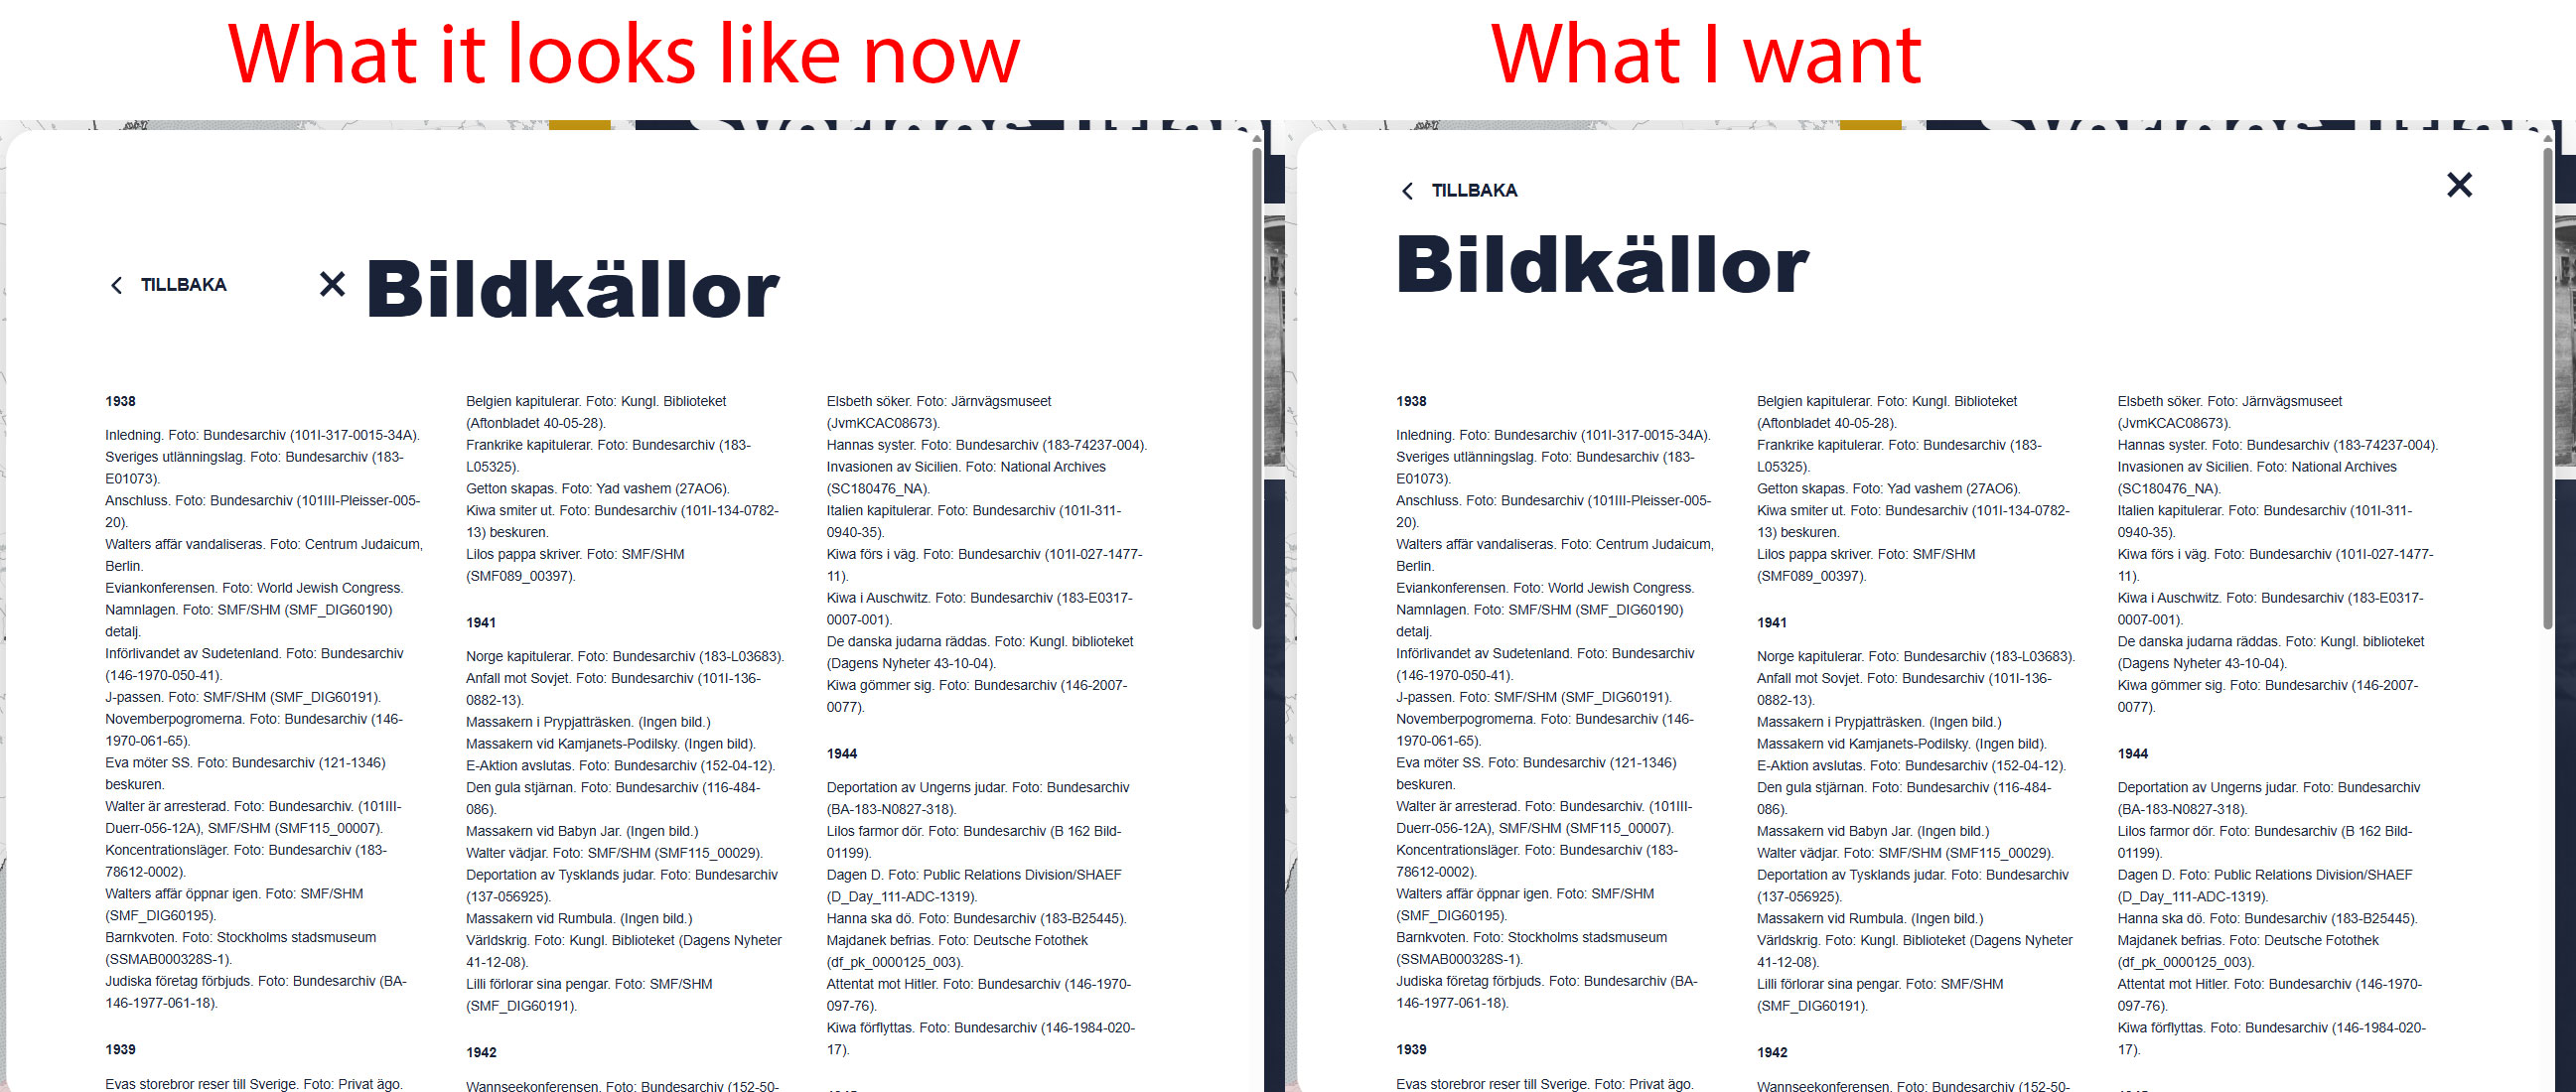 What it looks like now
TILLBAKA
Bildkällor
1938
Inledning. Foto: Bundesarchiv (101I-317-0015-34A).
Sveriges utlänningslag. Foto: Bundesarchiv (183-
E01073).
Anschluss. Foto: Bundesarchiv (101III-Pleisser-005-
20).
Walters affär vandaliseras. Foto: Centrum Judaicum,
Berlin.
Eviankonferensen. Foto: World Jewish Congress.
Namnlagen. Foto: SMF/SHM (SMF_DIG60190)
detalj.
Införlivandet av Sudetenland. Foto: Bundesarchiv
(146-1970-050-41).
J-passen. Foto: SMF/SHM (SMF_DIG60191).
Novemberpogromerna. Foto: Bundesarchiv (146-
1970-061-65).
Eva möter SS. Foto: Bundesarchiv (121-1346)
beskuren.
Walter är arresterad. Foto: Bundesarchiv. (101III-
Duerr-056-12A), SMF/SHM (SMF115_00007).
Koncentrationsläger. Foto: Bundesarchiv (183-
78612-0002).
Walters affär öppnar igen. Foto: SMF/SHM
(SMF_DIG60195).
Barnkvoten. Foto: Stockholms stadsmuseum
(SSMAB000328S-1).
Judiska företag förbjuds. Foto: Bundesarchiv (BA-
146-1977-061-18).
1939
Evas storebror reser till Sverige. Foto: Privat ägo.
Belgien kapitulerar. Foto: Kungl. Biblioteket
(Aftonbladet 40-05-28).
Frankrike kapitulerar. Foto: Bundesarchiv (183-
L05325).
Getton skapas. Foto: Yad vashem (27AO6).
Kiwa smiter ut. Foto: Bundesarchiv (101I-134-0782-
13) beskuren.
Lilos pappa skriver. Foto: SMF/SHM
(SMF089_00397).
1941
Norge kapitulerar. Foto: Bundesarchiv (183-L03683).
Anfall mot Sovjet. Foto: Bundesarchiv (101I-136-
0882-13).
Massakern i Prypjatträsken. (Ingen bild.)
Massakern vid Kamjanets-Podilsky. (Ingen bild).
E-Aktion avslutas. Foto: Bundesarchiv (152-04-12).
Den gula stjärnan. Foto: Bundesarchiv (116-484-
086).
Massakern vid Babyn Jar. (Ingen bild.)
Walter vädjar. Foto: SMF/SHM (SMF115_00029).
Deportation av Tysklands judar. Foto: Bundesarchiv
(137-056925).
Massakern vid Rumbula. (Ingen bild.)
Världskrig. Foto: Kungl. Biblioteket (Dagens Nyheter
41-12-08).
Lilli förlorar sina pengar. Foto: SMF/SHM
(SMF_DIG60191).
1942
Wannseekonferensen. Foto: Bundesarchiv (152-50-
Elsbeth söker. Foto: Järnvägsmuseet
(JvmKCAC08673).
Hannas syster. Foto: Bundesarchiv (183-74237-004).
Invasionen av Sicilien. Foto: National Archives
(SC180476_NA).
Italien kapitulerar. Foto: Bundesarchiv (101I-311-
0940-35).
Kiwa förs i väg. Foto: Bundesarchiv (101I-027-1477-
11).
Kiwa i Auschwitz. Foto: Bundesarchiv (183-E0317-
0007-001).
De danska judarna räddas. Foto: Kungl. biblioteket
(Dagens Nyheter 43-10-04).
Kiwa gömmer sig. Foto: Bundesarchiv (146-2007-
0077).
1944
Deportation av Ungerns judar. Foto: Bundesarchiv
(BA-183-N0827-318).
Lilos farmor dör. Foto: Bundesarchiv (B 162 Bild-
01199).
Dagen D. Foto: Public Relations Division/SHAEF
(D_Day_111-ADC-1319).
Hanna ska dö. Foto: Bundesarchiv (183-B25445).
Majdanek befrias. Foto: Deutsche Fotothek
(df_pk_0000125_003).
Attentat mot Hitler. Foto: Bundesarchiv (146-1970-
097-76).
Kiwa förflyttas. Foto: Bundesarchiv (146-1984-020-
17).
What I want
TILLBAKA
Bildkällor
1938
Inledning. Foto: Bundesarchiv (101I-317-0015-34A).
Sveriges utlänningslag. Foto: Bundesarchiv (183-
E01073).
Anschluss. Foto: Bundesarchiv (101III-Pleisser-005-
20).
Walters affär vandaliseras. Foto: Centrum Judaicum,
Berlin.
Eviankonferensen. Foto: World Jewish Congress.
Namnlagen. Foto: SMF/SHM (SMF_DIG60190)
detalj.
Införlivandet av Sudetenland. Foto: Bundesarchiv
(146-1970-050-41).
J-passen. Foto: SMF/SHM (SMF_DIG60191).
Novemberpogromerna. Foto: Bundesarchiv (146-
1970-061-65).
Eva möter SS. Foto: Bundesarchiv (121-1346)
beskuren.
Walter är arresterad. Foto: Bundesarchiv. (101III-
Duerr-056-12A), SMF/SHM (SMF115_00007).
Koncentrationsläger. Foto: Bundesarchiv (183-
78612-0002).
Walters affär öppnar igen. Foto: SMF/SHM
(SMF_DIG60195).
Barnkvoten. Foto: Stockholms stadsmuseum
(SSMAB000328S-1).
Judiska företag förbjuds. Foto: Bundesarchiv (BA-
146-1977-061-18).
1939
Evas storebror reser till Sverige. Foto: Privat ägo.
Belgien kapitulerar. Foto: Kungl. Biblioteket
(Aftonbladet 40-05-28).
Frankrike kapitulerar. Foto: Bundesarchiv (183-
L05325).
Getton skapas. Foto: Yad vashem (27AO6).
Kiwa smiter ut. Foto: Bundesarchiv (101I-134-0782-
13) beskuren.
Lilos pappa skriver. Foto: SMF/SHM
(SMF089_00397).
1941
Norge kapitulerar. Foto: Bundesarchiv (183-L03683).
Anfall mot Sovjet. Foto: Bundesarchiv (101I-136-
0882-13).
Massakern i Prypjatträsken. (Ingen bild.)
Massakern vid Kamjanets-Podilsky. (Ingen bild).
E-Aktion avslutas. Foto: Bundesarchiv (152-04-12).
Den gula stjärnan. Foto: Bundesarchiv (116-484-
086).
Massakern vid Babyn Jar. (Ingen bild.)
Walter vädjar. Foto: SMF/SHM (SMF115_00029).
Deportation av Tysklands judar. Foto: Bundesarchiv
(137-056925).
Massakern vid Rumbula. (Ingen bild.)
Världskrig. Foto: Kungl. Biblioteket (Dagens Nyheter
41-12-08).
Lilli förlorar sina pengar. Foto: SMF/SHM
(SMF_DIG60191).
1942
Wannseekonferensen. Foto: Bundesarchiv (152-50-
Elsbeth söker. Foto: Järnvägsmuseet
(JvmKCAC08673).
Hannas syster. Foto: Bundesarchiv (183-74237-004).
Invasionen av Sicilien. Foto: National Archives
(SC180476_NA).
Italien kapitulerar. Foto: Bundesarchiv (101I-311-
0940-35).
Kiwa förs i väg. Foto: Bundesarchiv (101I-027-1477-
11).
Kiwa i Auschwitz. Foto: Bundesarchiv (183-E0317-
0007-001).
De danska judarna räddas. Foto: Kungl. biblioteket
(Dagens Nyheter 43-10-04).
Kiwa gömmer sig. Foto: Bundesarchiv (146-2007-
0077).
1944
Deportation av Ungerns judar. Foto: Bundesarchiv
(BA-183-N0827-318).
Lilos farmor dör. Foto: Bundesarchiv (B 162 Bild-
01199).
Dagen D. Foto: Public Relations Division/SHAEF
(D_Day_111-ADC-1319).
Hanna ska dö. Foto: Bundesarchiv (183-B25445).
Majdanek befrias. Foto: Deutsche Fotothek
(df_pk_0000125_003).
Attentat mot Hitler. Foto: Bundesarchiv (146-1970-
097-76).
Kiwa förflyttas. Foto: Bundesarchiv (146-1984-020-
17).